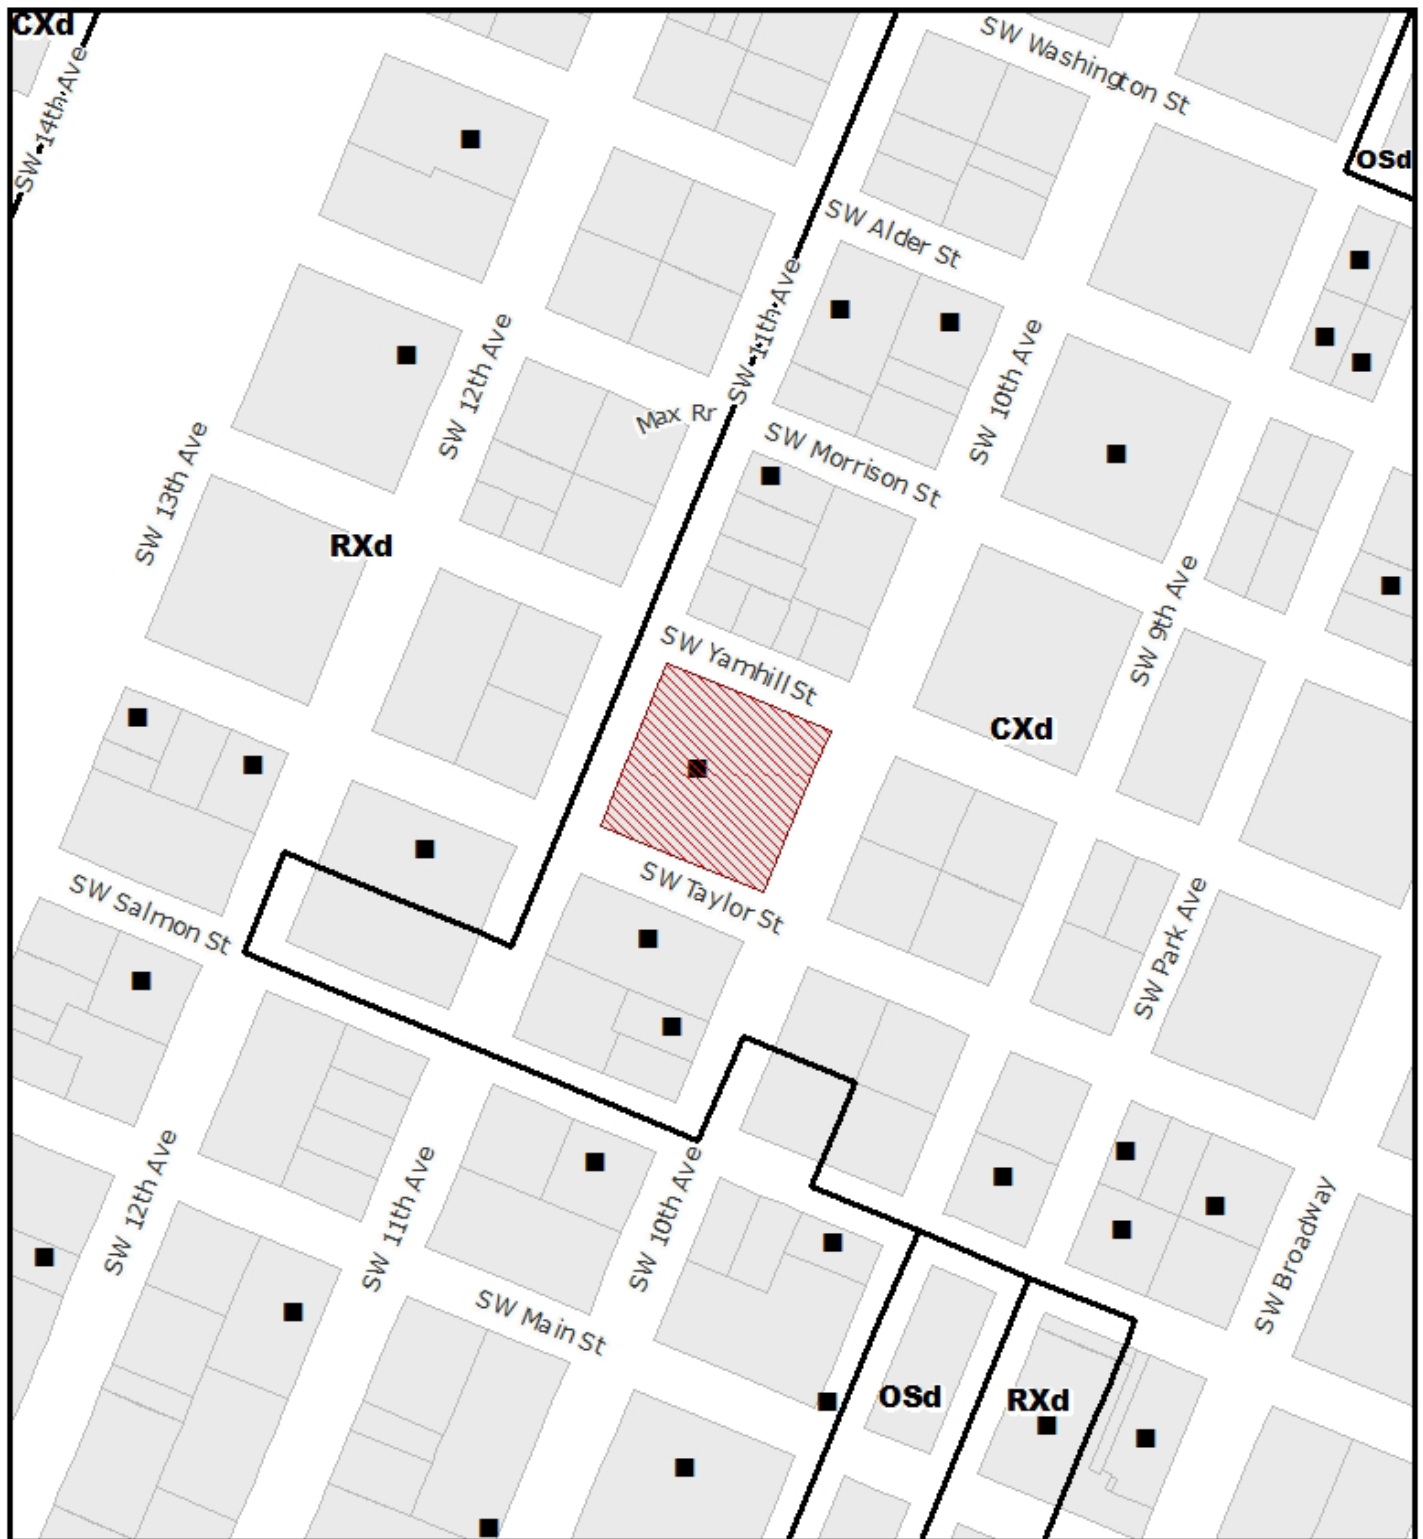 CXd
SW 14th Ave
SW Washington St
OSd
SW Alder St
SW 11th Ave
SW 12th Ave
SW 10th Ave
Max Rr
SW 13th Ave
SW Morrison St
RXd
SW 9th Ave
SW Yamhill St
CXd
SW Taylor St
SW Salmon St
SW Park Ave
SW 12th Ave
SW 11th Ave
SW 10th Ave
SW Broadway
SW Main St
OSd
RXd